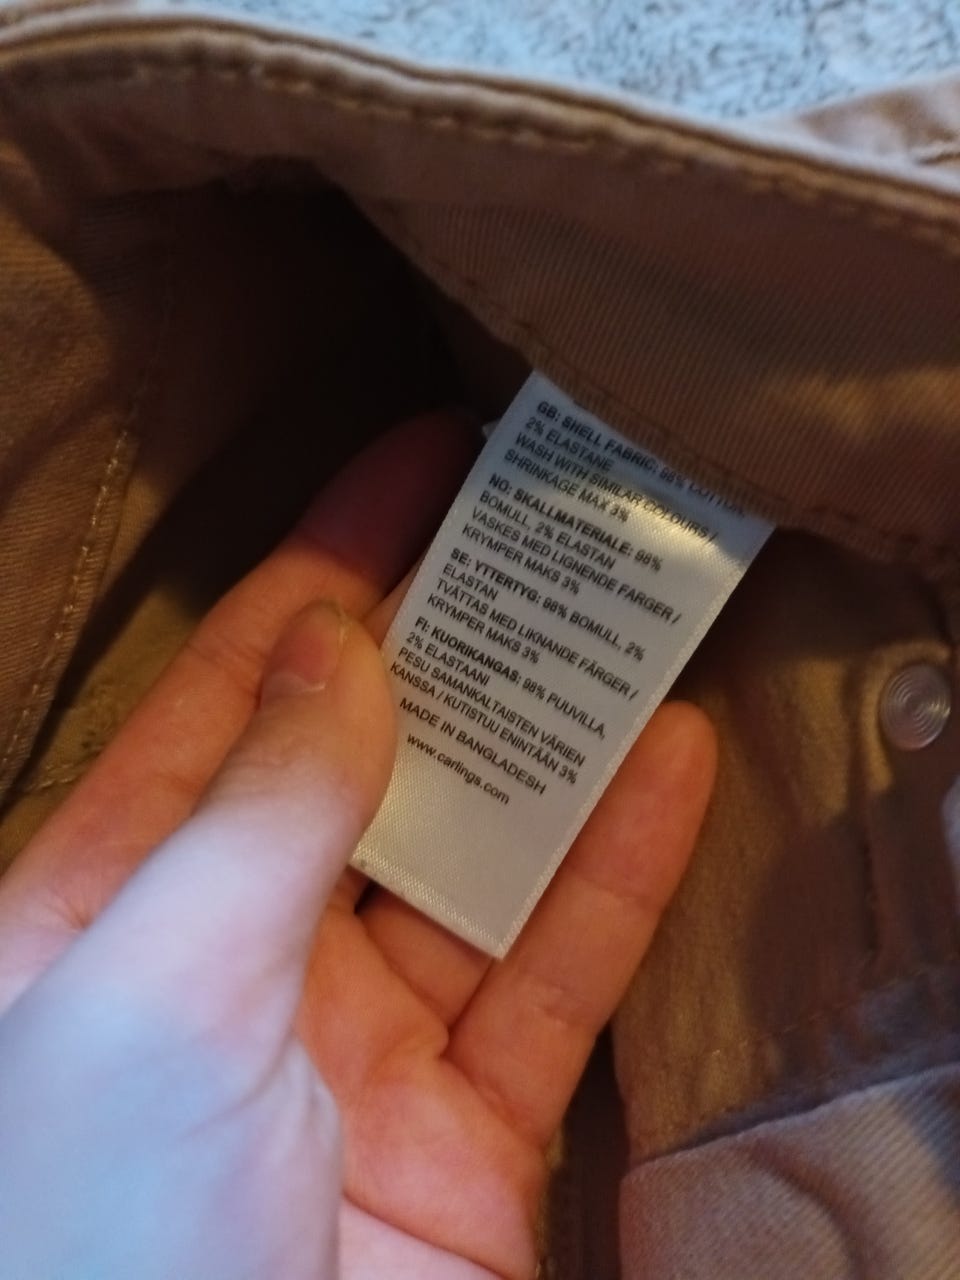 GB: SHELL FABRIC: 98% COTTON,
2% ELASTANE
WASH WITH SIMILAR COLOURS /
SHRINKAGE MAX 3%
NO: SKALLMATERIALE: 98%
BOMULL, 2% ELASTAN
VASKES MED LIGNENDE FARGER /
KRYMPER MAKS 3%
SE: YTTERTYG: 98% BOMULL, 2%
ELASTAN
TVÄTTAS MED LIKNANDE FÄRGER /
KRYMPER MAKS 3%
FI: KUORIKANGAS: 98% PUUVILLA,
2% ELASTAANI
PESU SAMANKALTAISTEN VÄRIEN
KANSSA / KUTISTUU ENINTÄÄN 3%
MADE IN BANGLADESH
www.carlings.com